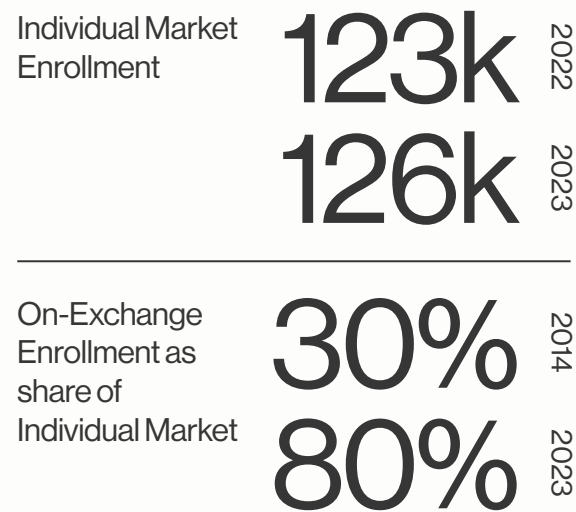 Individual Market
Enrollment
123k
2022
126k
2023
On-Exchange
Enrollment as
share of
Individual Market
30%
2014
80%
2023